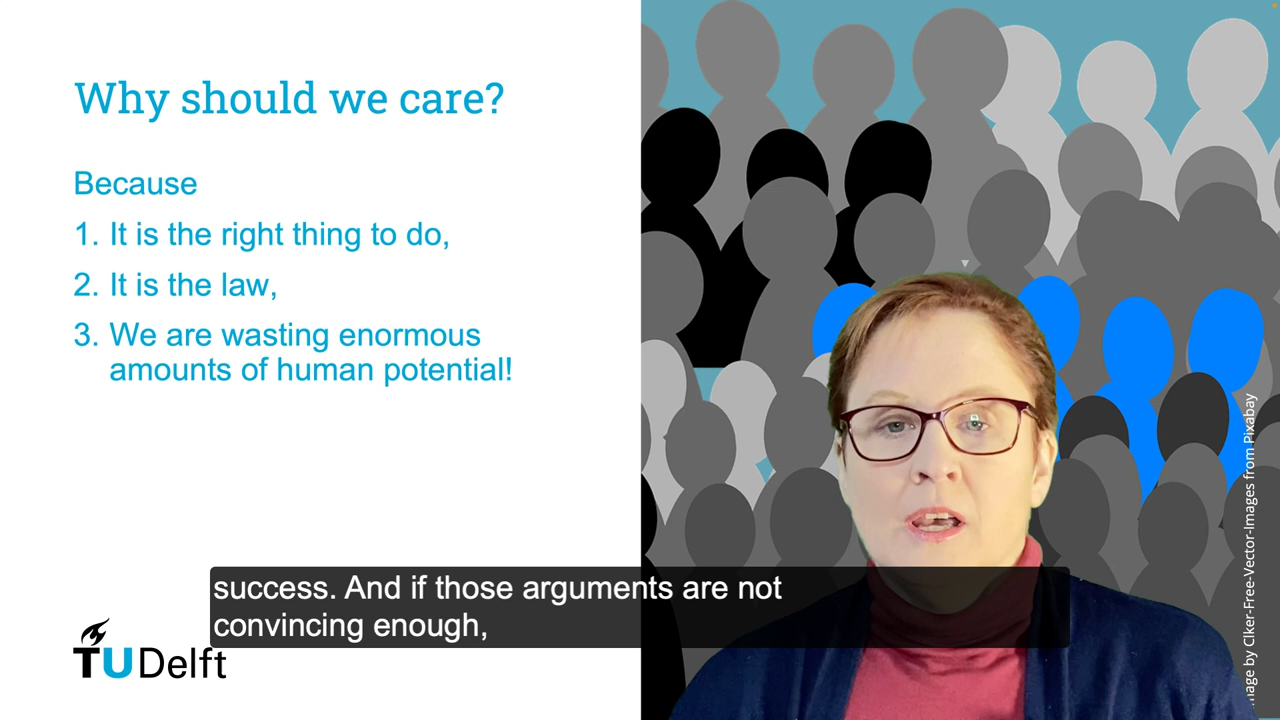 Why should we care?
Because
1. It is the right thing to do,
2. It is the law,
3. We are wasting enormous
amounts of human potential!
success. And if those arguments are not
convincing enough,
TU Delft
Image by Clker-Free-Vector-Images from Pixabay